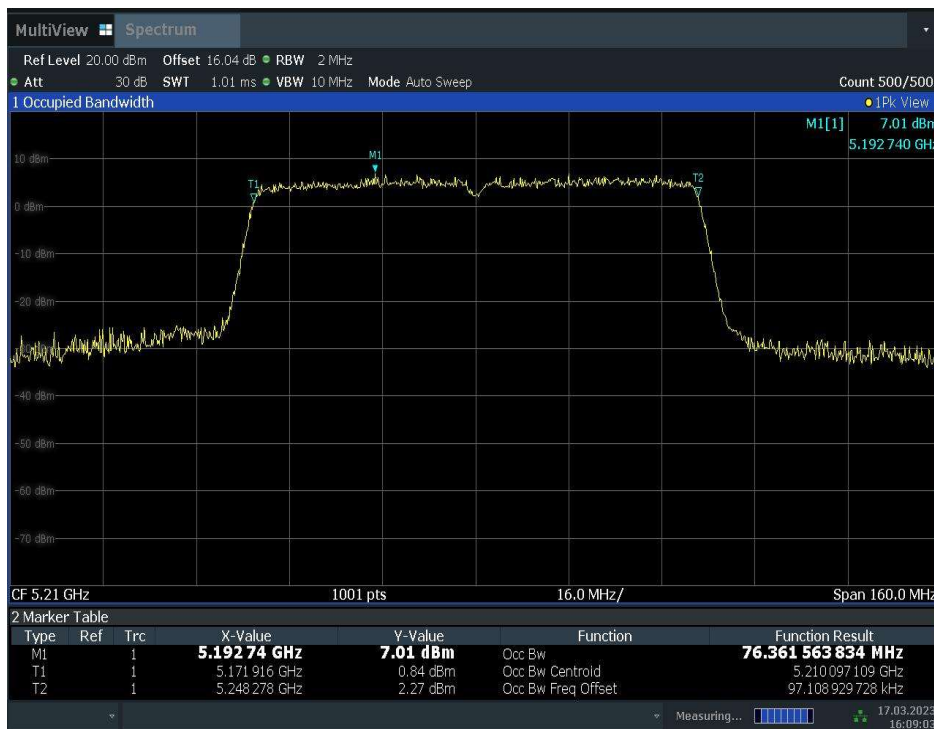 MultiView Spectrum
Ref Level 20.00 dBm Offset 16.04 dB RBW 2 MHz
Att 30 dB SWT 1.01 ms VBW 10 MHz Mode Auto Sweep Count 500/500
1 Occupied Bandwidth 1Pk View
M1[1] 7.01 dBm
5.192 740 GHz
M1
10 dBm
T1
T2
0 dBm
-10 dBm
-20 dBm
-40 dBm
-50 dBm
-60 dBm
-70 dBm
CF 5.21 GHz 1001 pts 16.0 MHz/ Span 160.0 MHz
2 Marker Table
Type Ref Trc X-Value Y-Value Function Function Result
M1 1 5.192 74 GHz 7.01 dBm Occ Bw 76.361 563 834 MHz
T1 1 5.171 916 GHz 0.84 dBm Occ Bw Centroid 5.210 097 109 GHz
T2 1 5.248 278 GHz 2.27 dBm Occ Bw Freq Offset 97.108 929 728 kHz
Measuring... 17.03.2023
16:09:03